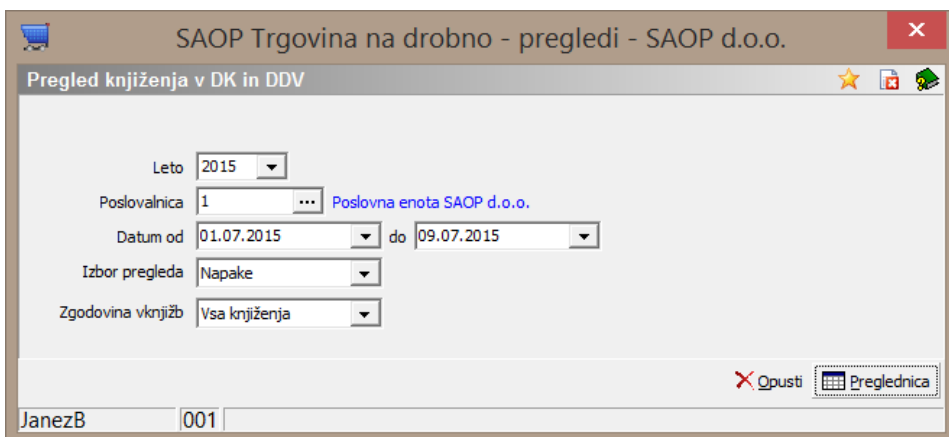 SAOP Trgovina na drobno - pregledi - SAOP d.o.o.
Pregled knjiženja v DK in DDV
Leto 2015
Poslovalnica 1 ... Poslovna enota SAOP d.o.o.
Datum od 01.07.2015 do 09.07.2015
Izbor pregleda Napake
Zgodovina vknjižb Vsa knjiženja
Opusti Preglednica
JanezB 001